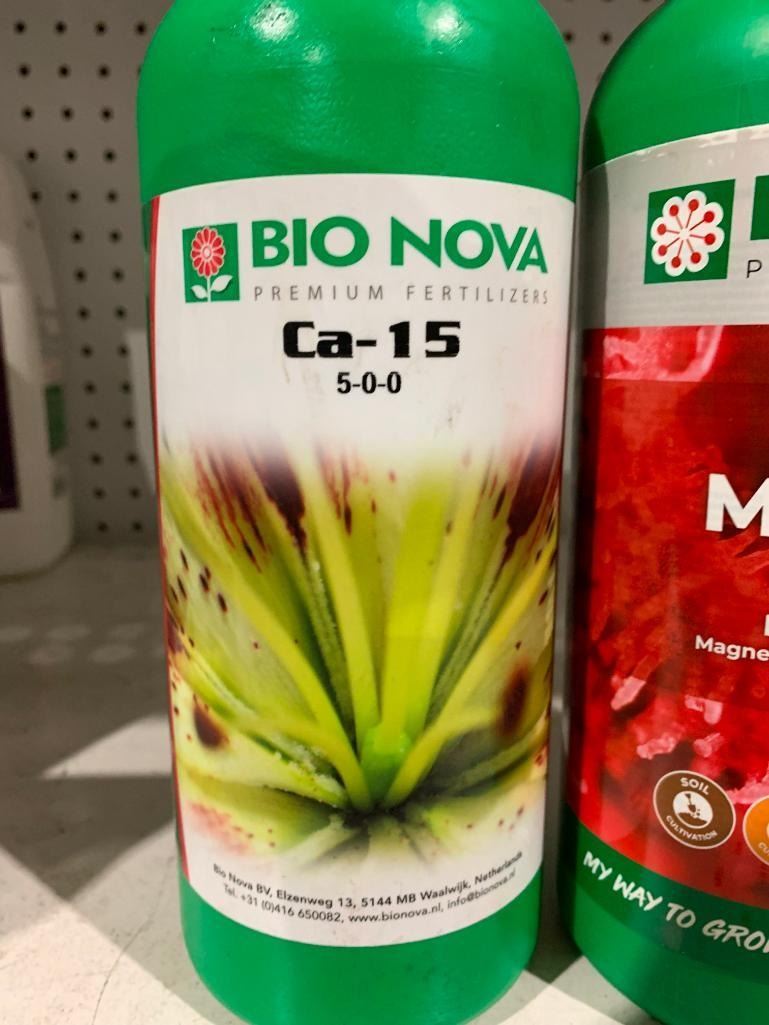 BIO NOVA
PREMIUM FERTILIZERS
Ca-15
5-0-0
Bio Nova BV, Elzenweg 13, 5144 MB Waalwijk, Netherlands
Tel. +31 (0)416 650082, www.bionova.nl, info@bionova.nl
P
M
Magne
SOIL
CULTIVATION
MY WAY TO GROW